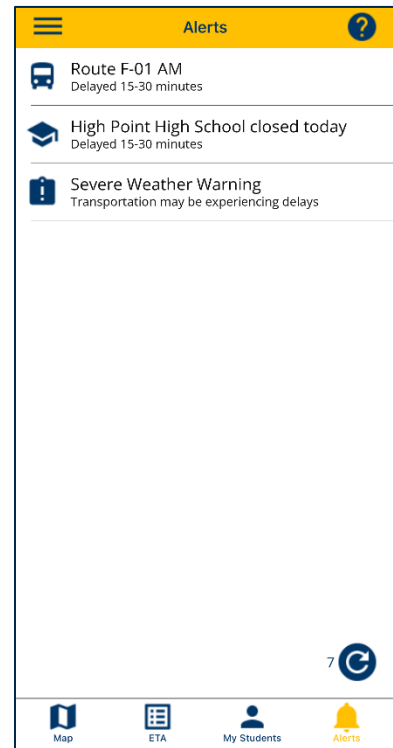 Alerts
Route F-01 AM
Delayed 15-30 minutes
High Point High School closed today
Delayed 15-30 minutes
Severe Weather Warning
Transportation may be experiencing delays
7
Map ETA My Students Alerts